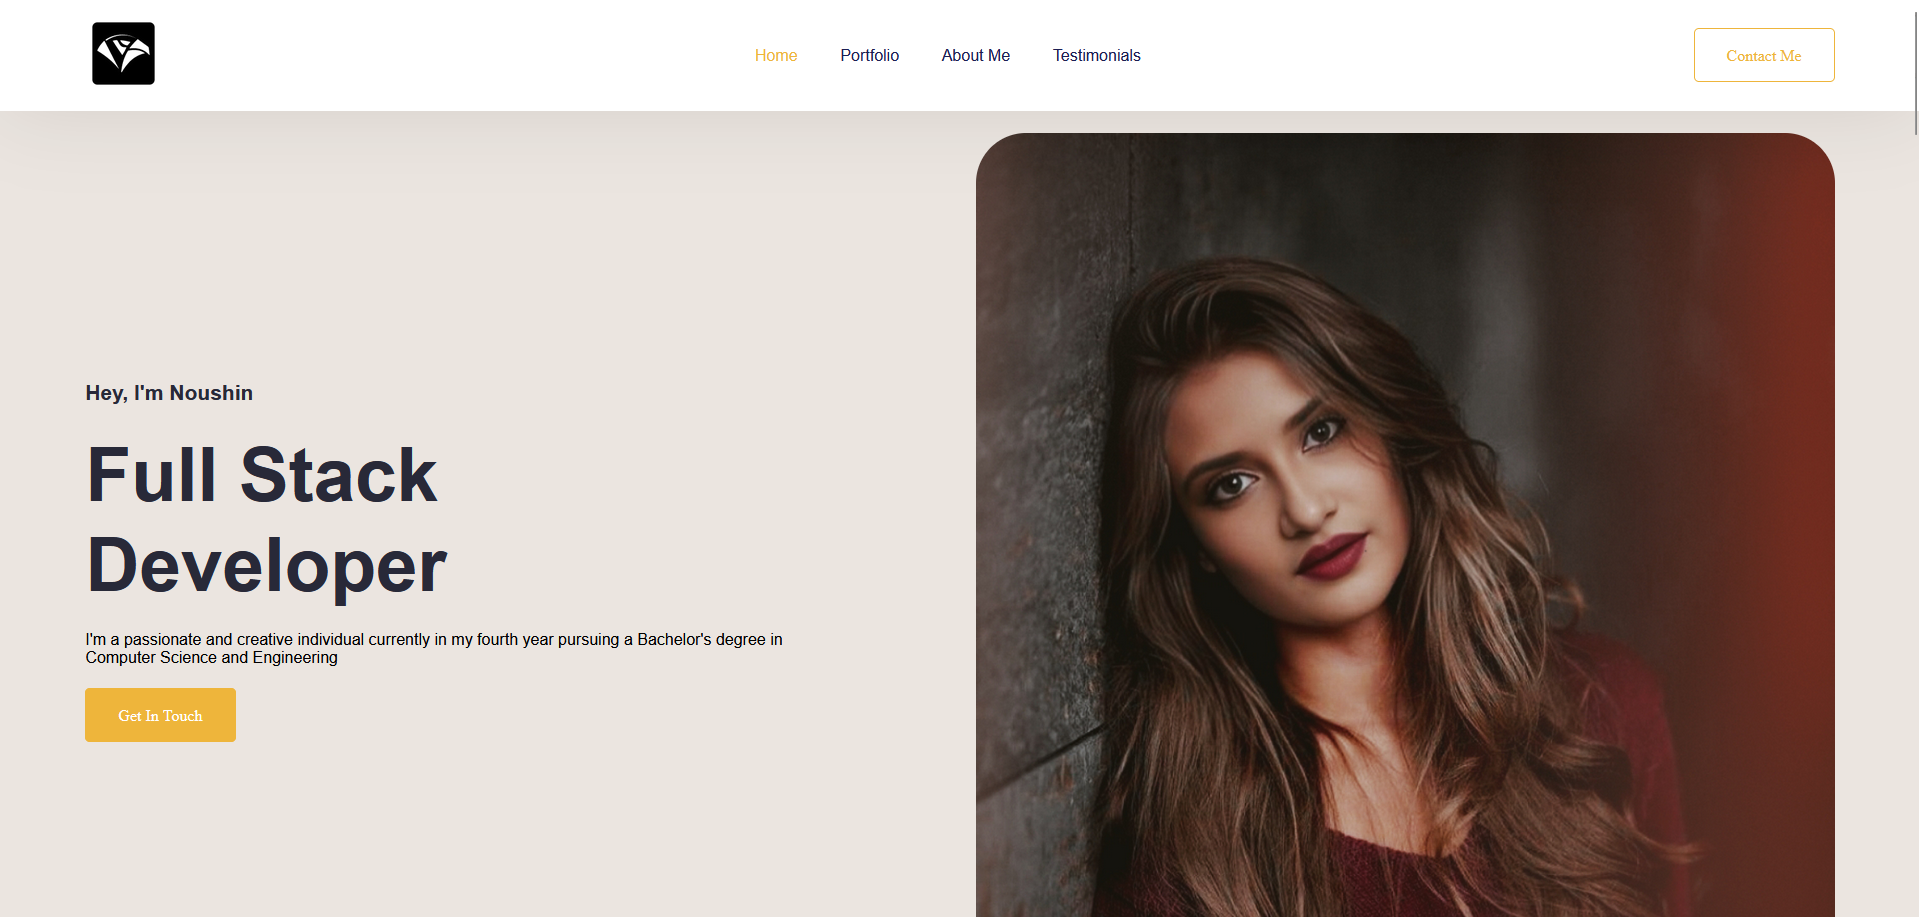 Home Portfolio About Me Testimonials Contact Me
Hey, I'm Noushin
Full Stack
Developer
I'm a passionate and creative individual currently in my fourth year pursuing a Bachelor's degree in
Computer Science and Engineering
Get In Touch